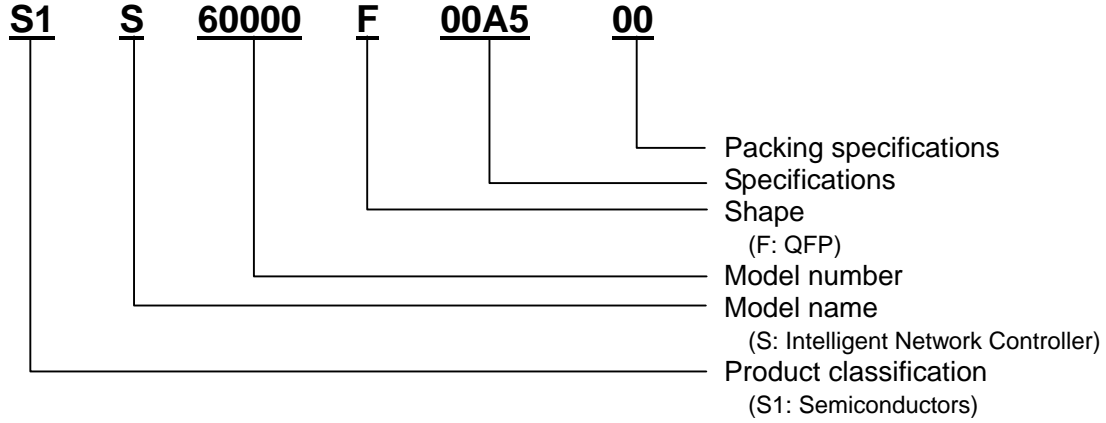 S1 S 60000 F 00A5 00
Packing specifications
Specifications
Shape
(F: QFP)
Model number
Model name
(S: Intelligent Network Controller)
Product classification
(S1: Semiconductors)